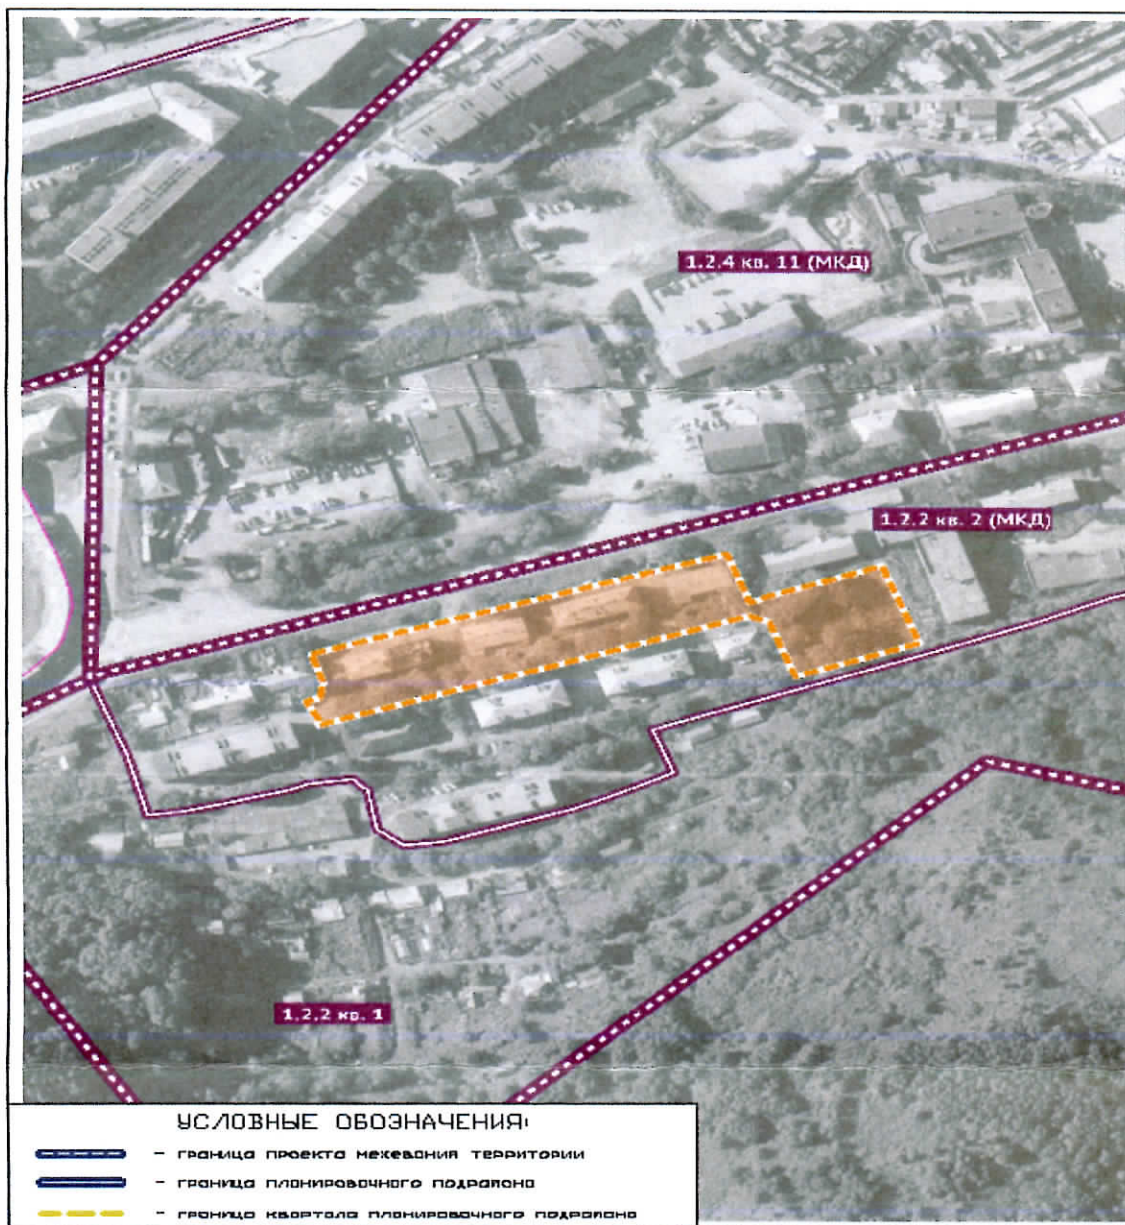 1.2.4 кв. 11 (МКД)
1.2.2 кв. 2 (МКД)
1.2.2 кв. 1
УСЛОВНЫЕ ОБОЗНАЧЕНИЯ:
- граница проекта межевания территории
- граница планировочного подрайона
- граница квартала планировочного подрайона